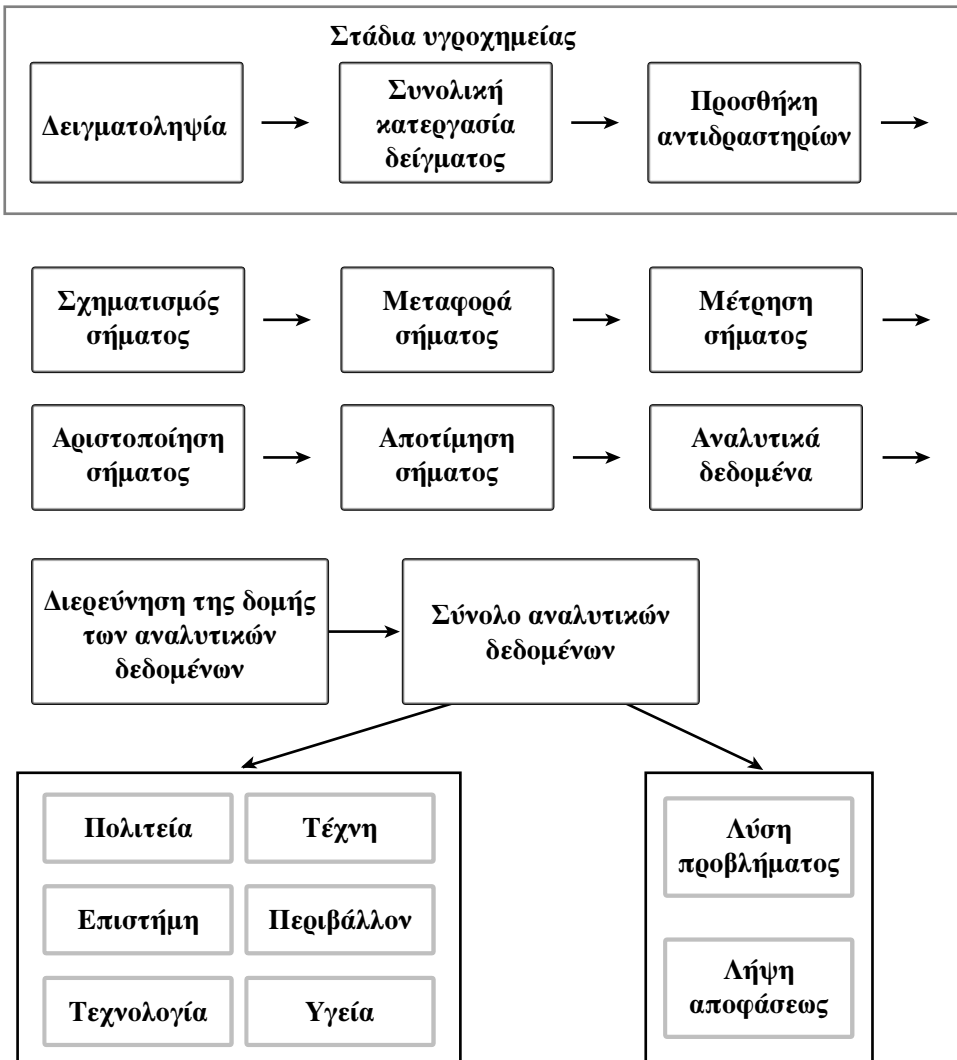 Στάδια υγροχημείας
Δειγματοληψία
Συνολική
κατεργασία
δείγματος
Προσθήκη
αντιδραστηρίων
Σχηματισμός
σήματος
Μεταφορά
σήματος
Μέτρηση
σήματος
Αριστοποίηση
σήματος
Αποτίμηση
σήματος
Αναλυτικά
δεδομένα
Διερεύνηση της δομής
των αναλυτικών
δεδομένων
Σύνολο αναλυτικών
δεδομένων
Πολιτεία
Τέχνη
Επιστήμη
Περιβάλλον
Τεχνολογία
Υγεία
Λύση
προβλήματος
Λήψη
αποφάσεως